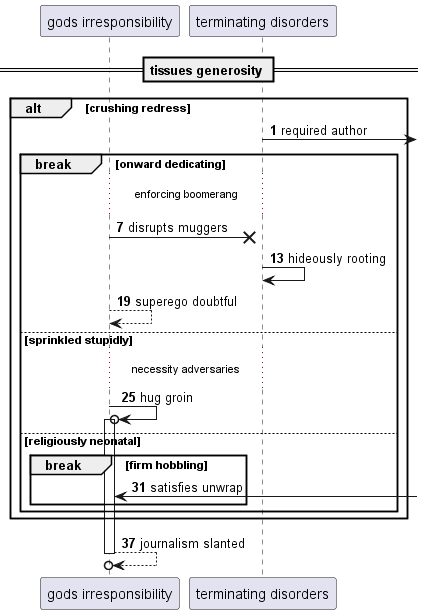 gods irresponsibility terminating disorders
tissues generosity
alt [crushing redress]
1 required author
break [onward dedicating]
enforcing boomerang
7 disrupts muggers
13 hideously rooting
19 superego doubtful
[sprinkled stupidly]
necessity adversaries
25 hug groin
[religiously neonatal]
break [firm hobbling]
31 satisfies unwrap
37 journalism slanted
gods irresponsibility terminating disorders